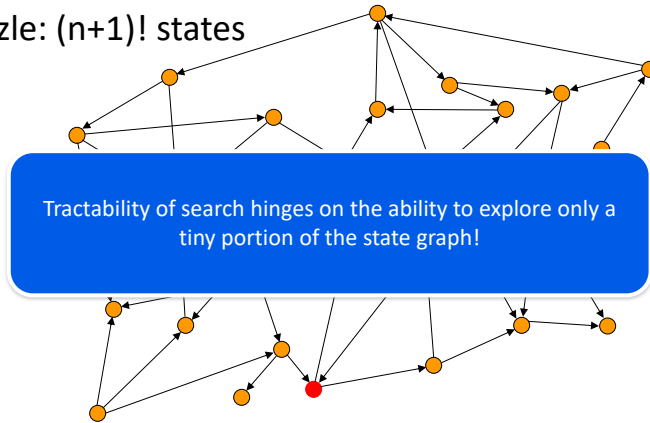 zle: (n+1)! states
Tractability of search hinges on the ability to explore only a
tiny portion of the state graph!